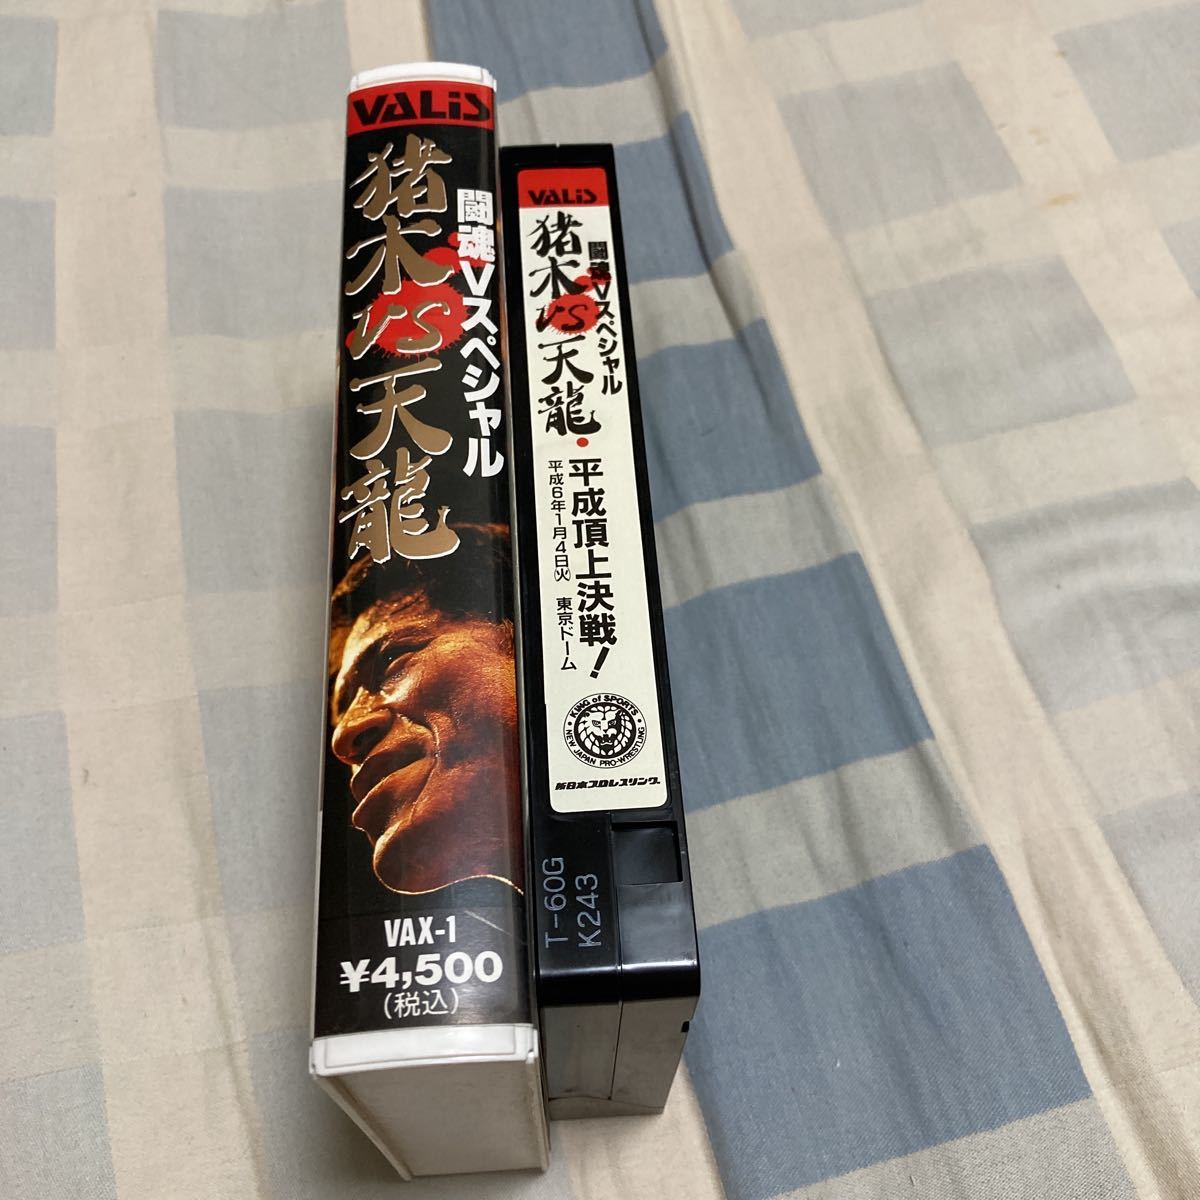 VALiS
闘魂Vスペシャル
猪木VS天龍
VAX-1
¥4,500
(税込)
VALiS
闘魂Vスペシャル
猪木VS天龍・平成頂上決戦!
平成6年1月4日(火) 東京ドーム
KING of SPORTS
NEW JAPAN PRO-WRESTLING
新日本プロレスリング
T-60G
K243